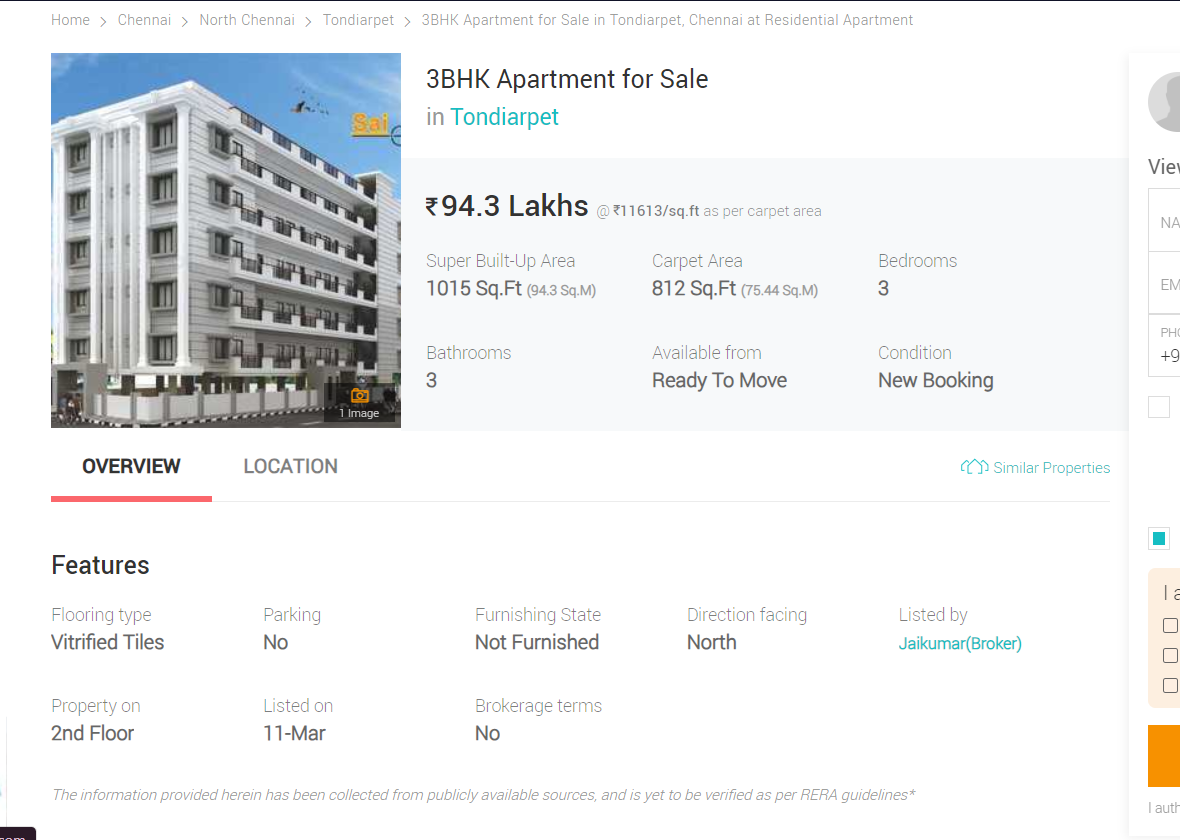 Home > Chennai > North Chennai > Tondiarpet > 3BHK Apartment for Sale in Tondiarpet, Chennai at Residential Apartment
Sai
1 Image
3BHK Apartment for Sale
in Tondiarpet
₹94.3 Lakhs @ ₹11613/sq.ft as per carpet area
Super Built-Up Area Carpet Area Bedrooms
1015 Sq.Ft (94.3 Sq.M) 812 Sq.Ft (75.44 Sq.M) 3
Bathrooms Available from Condition
3 Ready To Move New Booking
OVERVIEW LOCATION Similar Properties
Features
Flooring type Parking Furnishing State Direction facing Listed by
Vitrified Tiles No Not Furnished North Jaikumar(Broker)
Property on Listed on Brokerage terms
2nd Floor 11-Mar No
The information provided herein has been collected from publicly available sources, and is yet to be verified as per RERA guidelines*
+9
I a